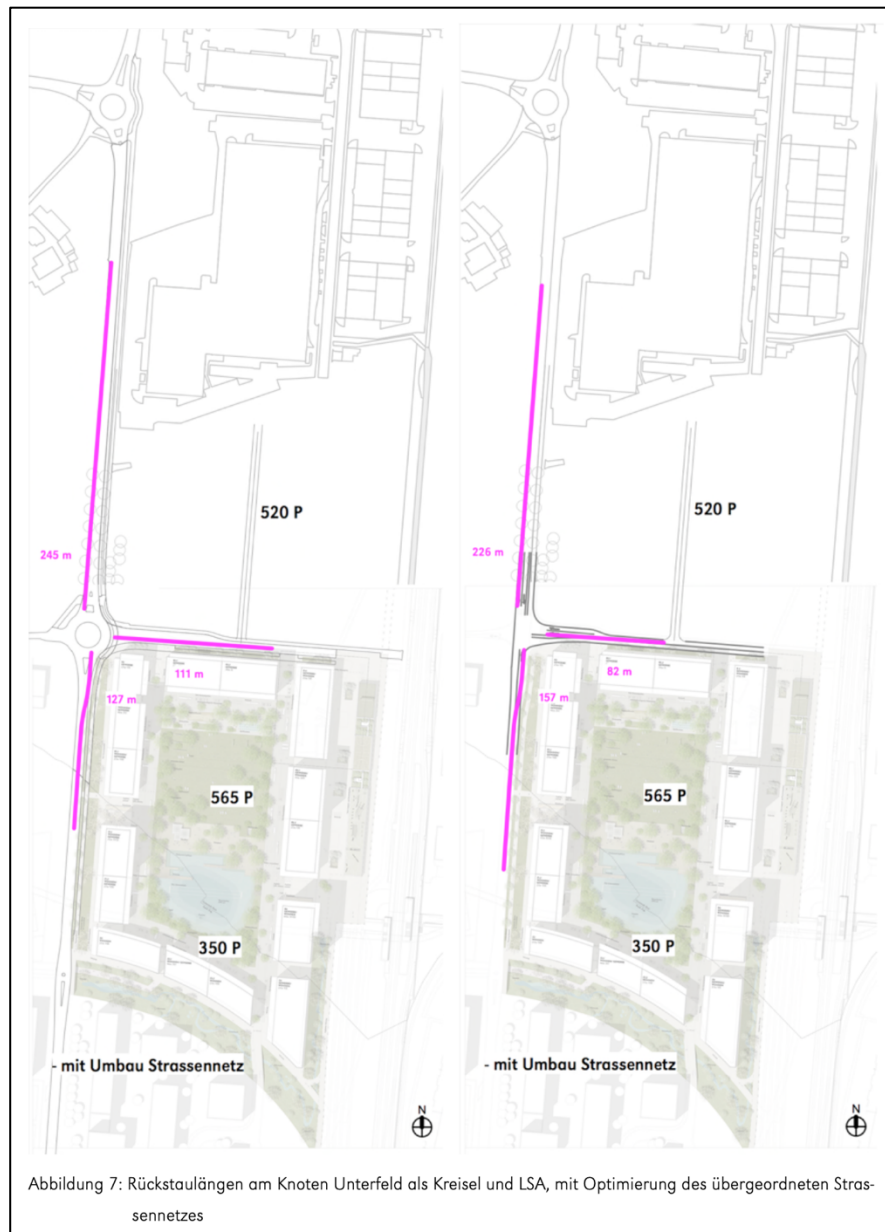 520 P
245 m
111 m
127 m
565 P
350 P
- mit Umbau Strassennetz
N
520 P
226 m
82 m
157 m
565 P
350 P
- mit Umbau Strassennetz
N
Abbildung 7: Rückstaulängen am Knoten Unterfeld als Kreisel und LSA, mit Optimierung des übergeordneten Stras-
sennetzes